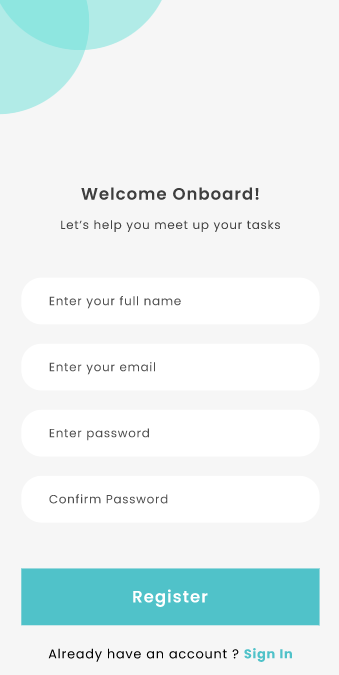 Welcome Onboard!
Let’s help you meet up your tasks
Enter your full name
Enter your email
Enter password
Confirm Password
Register
Already have an account ? Sign In